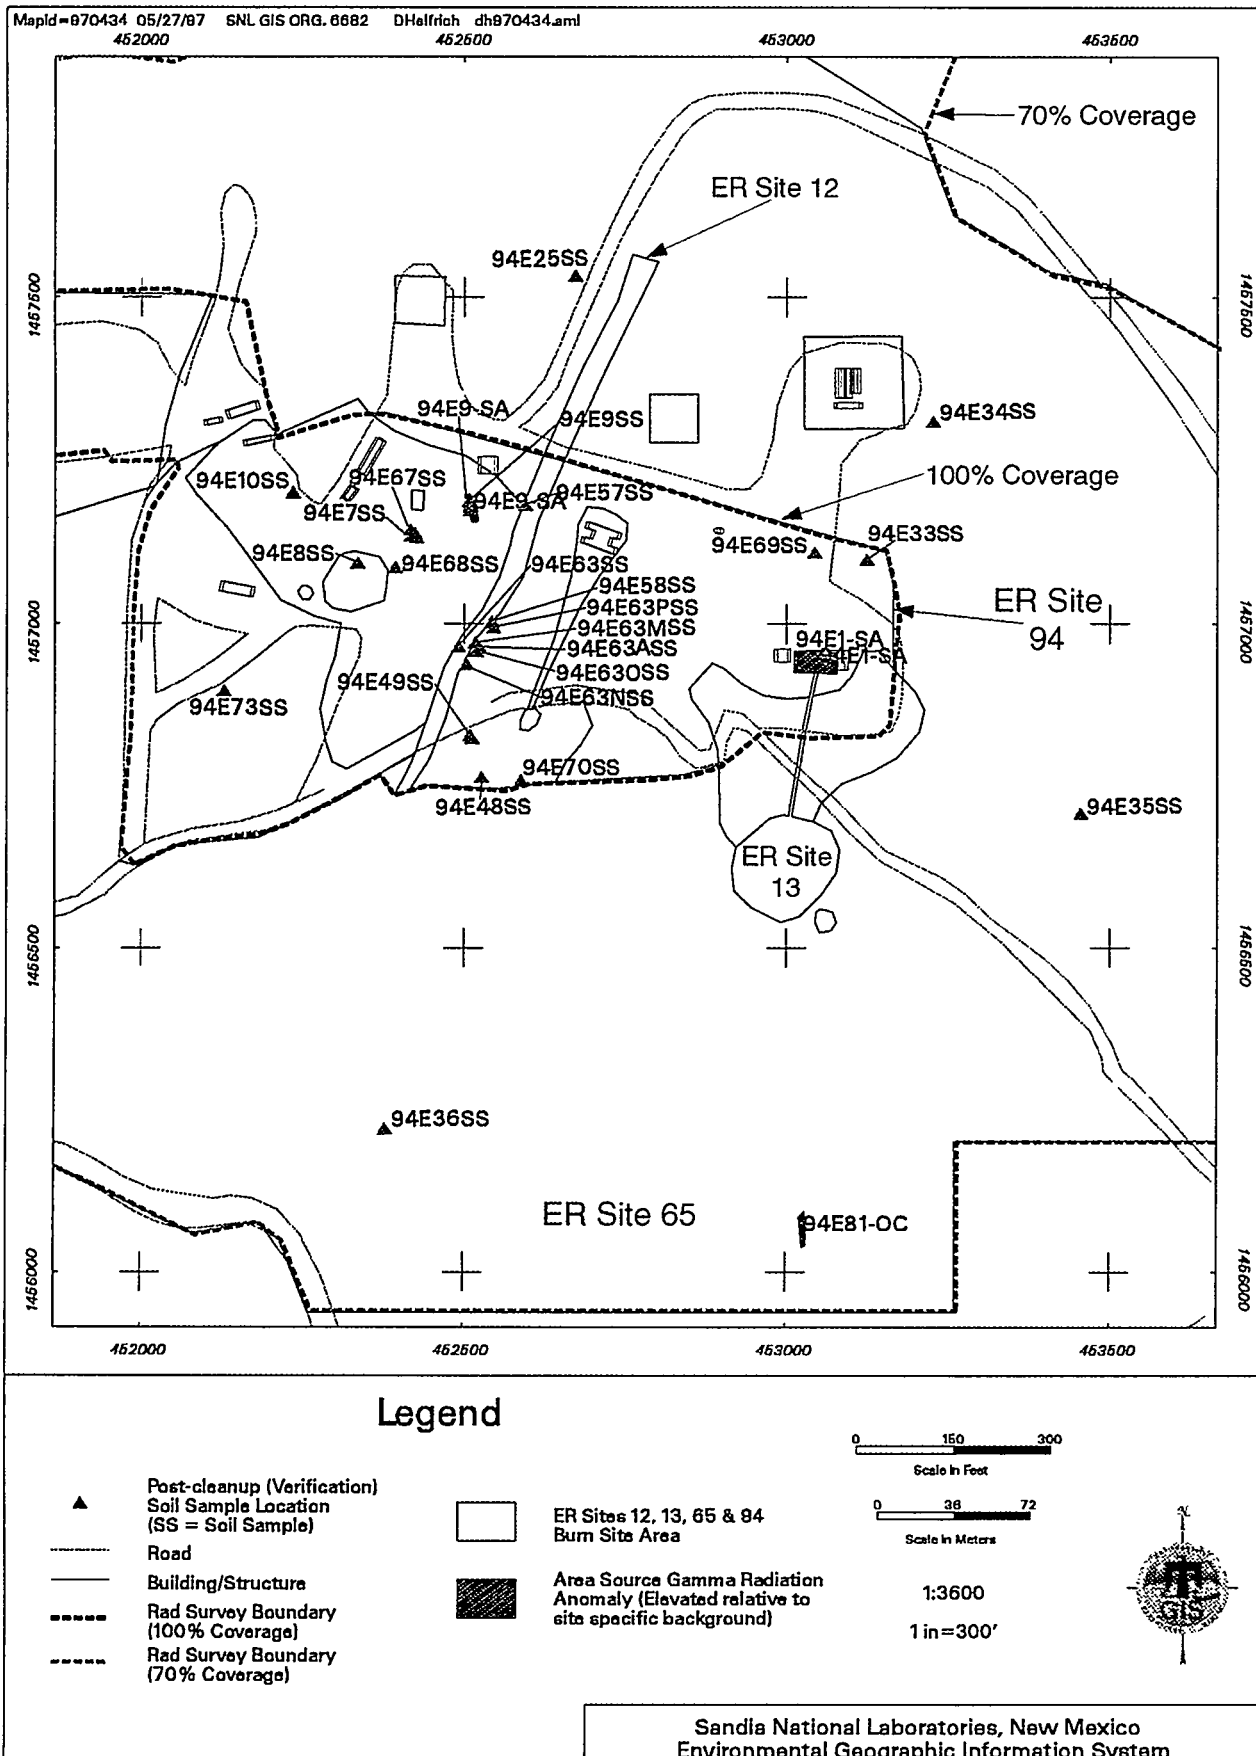 MapId=970434 05/27/97 SNL GIS ORG. 6682 DHelfrich dh970434.aml
452000 452500 453000 453500
70% Coverage
ER Site 12
94E25SS
1457500 1457500
94E9-SA
94E9SS
94E34SS
94E67SS
94E10SS
100% Coverage
94E9-SA
94E57SS
94E7SS
94E69SS
94E33SS
94E8SS
94E68SS
94E63SS
94E58SS
94E63PSS
94E63MSS
94E63ASS
94E63OSS
94E63NSS
ER Site
94
1457000 1457000
94E1-SA
94E1-SA
94E49SS
94E73SS
94E70SS
94E48SS
94E35SS
ER Site
13
1456500 1456500
94E36SS
ER Site 65
94E81-OC
1456000 1456000
452000 452500 453000 453500
Legend
Post-cleanup (Verification)
Soil Sample Location
(SS = Soil Sample)
Road
Building/Structure
Rad Survey Boundary
(100% Coverage)
Rad Survey Boundary
(70% Coverage)
ER Sites 12, 13, 65 & 94
Burn Site Area
Area Source Gamma Radiation
Anomaly (Elevated relative to
site specific background)
0 150 300
Scale in Feet
0 36 72
Scale in Meters
1:3600
1 in=300'
N
GIS
Sandia National Laboratories, New Mexico
Environmental Geographic Information System